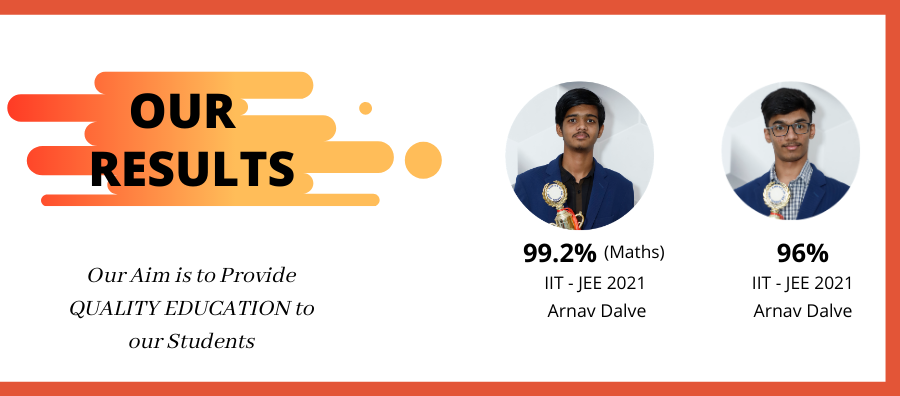 OUR
RESULTS
Our Aim is to Provide
QUALITY EDUCATION to
our Students
99.2% (Maths)
IIT - JEE 2021
Arnav Dalve
96%
IIT - JEE 2021
Arnav Dalve